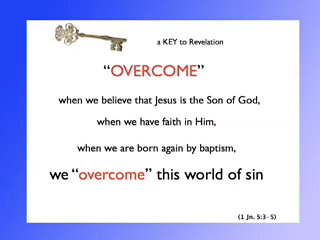 a KEY to Revelation
“OVERCOME”
when we believe that Jesus is the Son of God,
when we have faith in Him,
when we are born again by baptism,
we “overcome” this world of sin
(1 Jn. 5:3-5)